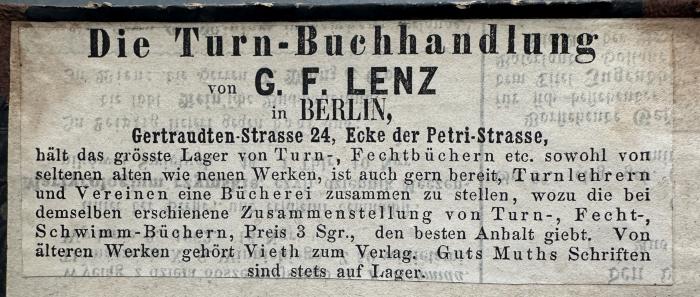 Die Turn-Buchhandlung
von G. F. LENZ
in BERLIN,
Gertraudten-Strasse 24, Ecke der Petri-Strasse,
hält das grösste Lager von Turn-, Fechtbüchern etc. sowohl von
seltenen alten wie neuen Werken, ist auch gern bereit, Turnlehrern
und Vereinen eine Bücherei zusammen zu stellen, wozu die bei
demselben erschienene Zusammenstellung von Turn-, Fecht-,
Schwimm-Büchern, Preis 3 Sgr., den besten Anhalt giebt. Von
älteren Werken gehört Vieth zum Verlag. Guts Muths Schriften
sind stets auf Lager.